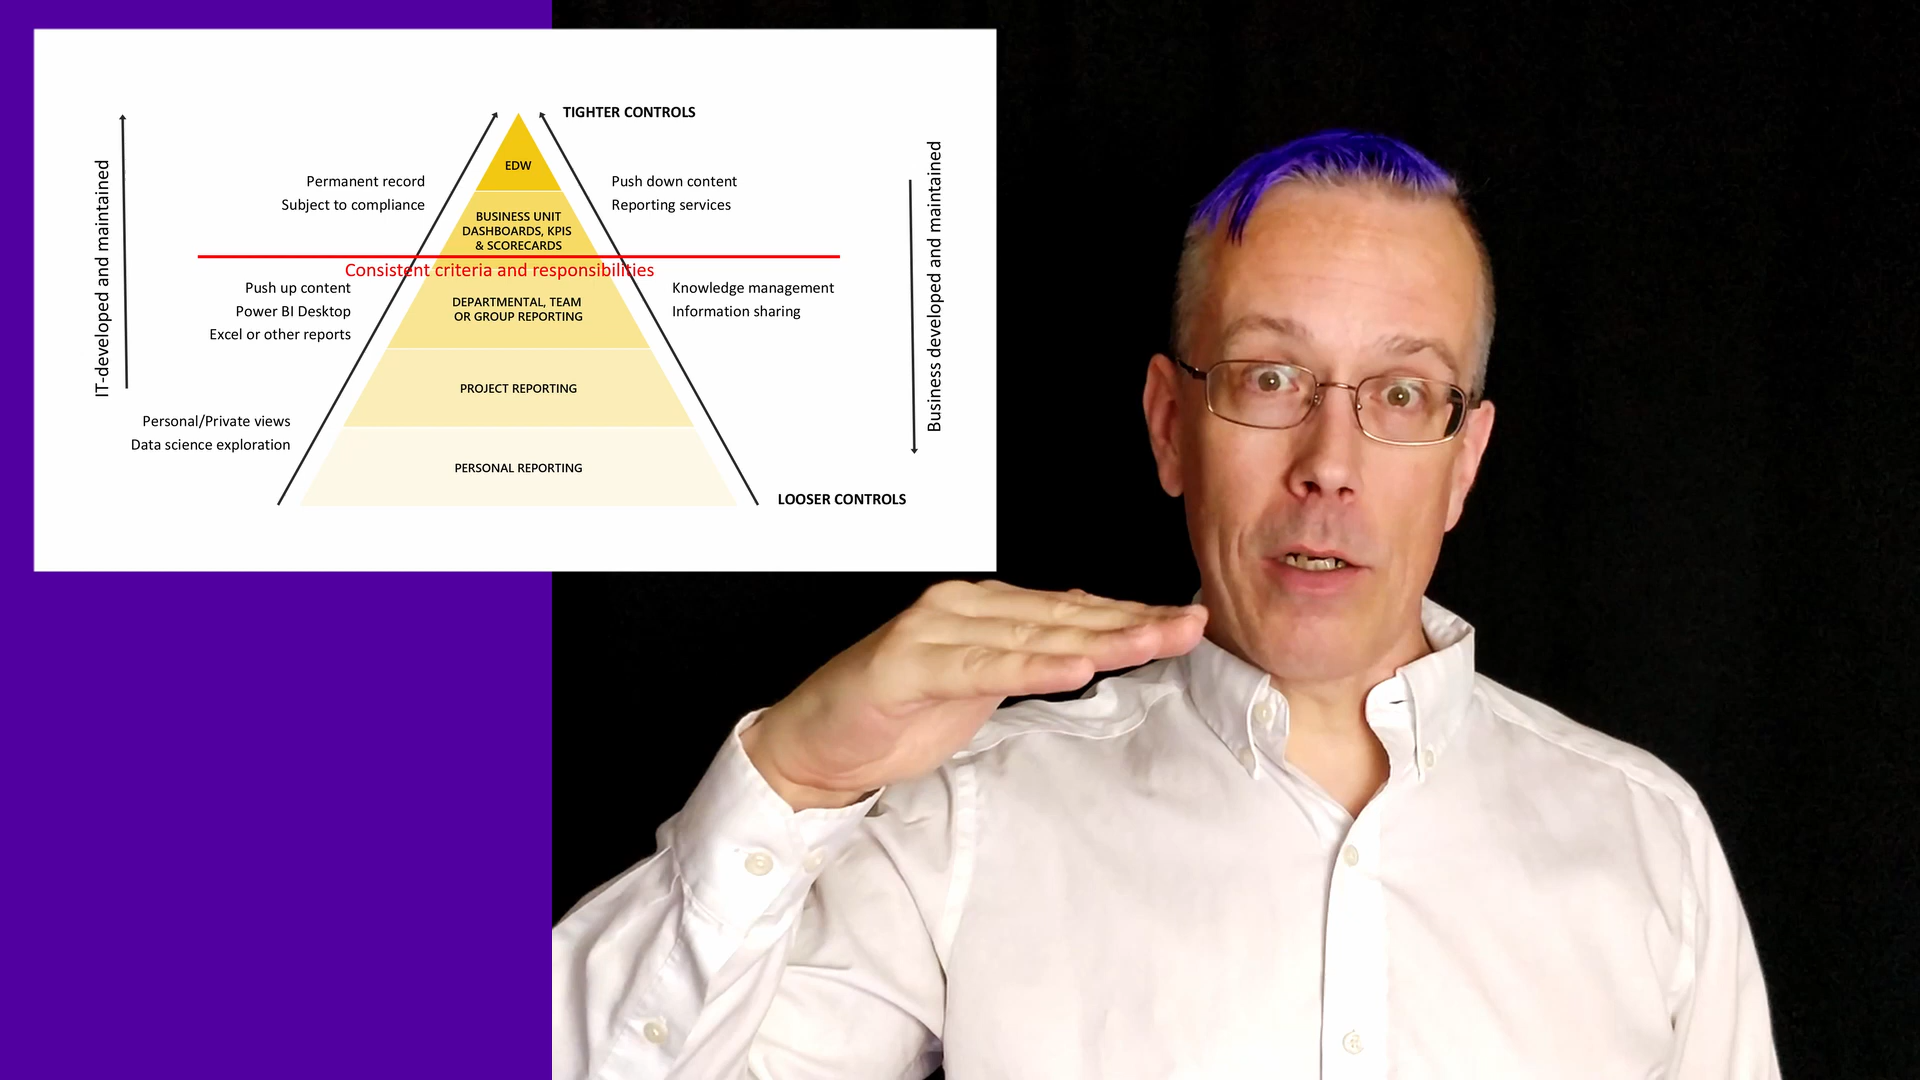 TIGHTER CONTROLS
IT-developed and maintained
Business developed and maintained
EDW
Permanent record
Subject to compliance
Push down content
Reporting services
BUSINESS UNIT
DASHBOARDS, KPIS
& SCORECARDS
Consistent criteria and responsibilities
Push up content
Power BI Desktop
Excel or other reports
DEPARTMENTAL, TEAM
OR GROUP REPORTING
Knowledge management
Information sharing
PROJECT REPORTING
Personal/Private views
Data science exploration
PERSONAL REPORTING
LOOSER CONTROLS